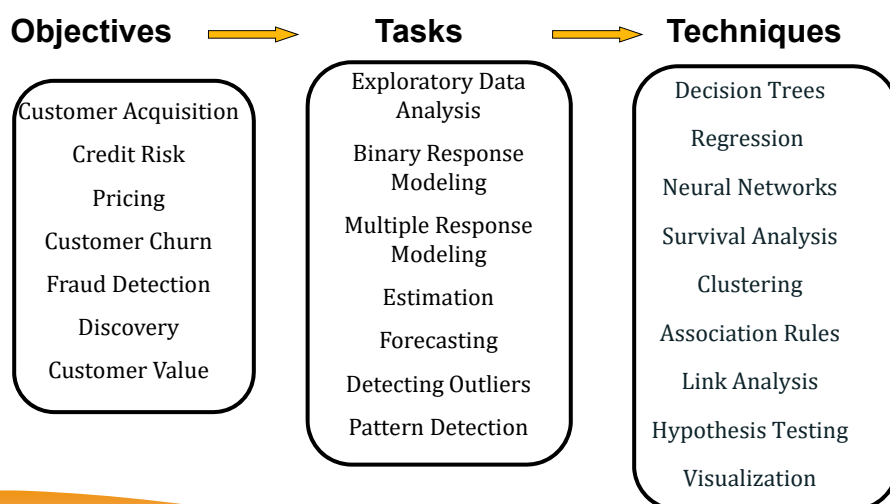 Objectives
Tasks
Techniques
Customer Acquisition
Credit Risk
Pricing
Customer Churn
Fraud Detection
Discovery
Customer Value
Exploratory Data
Analysis
Binary Response
Modeling
Multiple Response
Modeling
Estimation
Forecasting
Detecting Outliers
Pattern Detection
Decision Trees
Regression
Neural Networks
Survival Analysis
Clustering
Association Rules
Link Analysis
Hypothesis Testing
Visualization